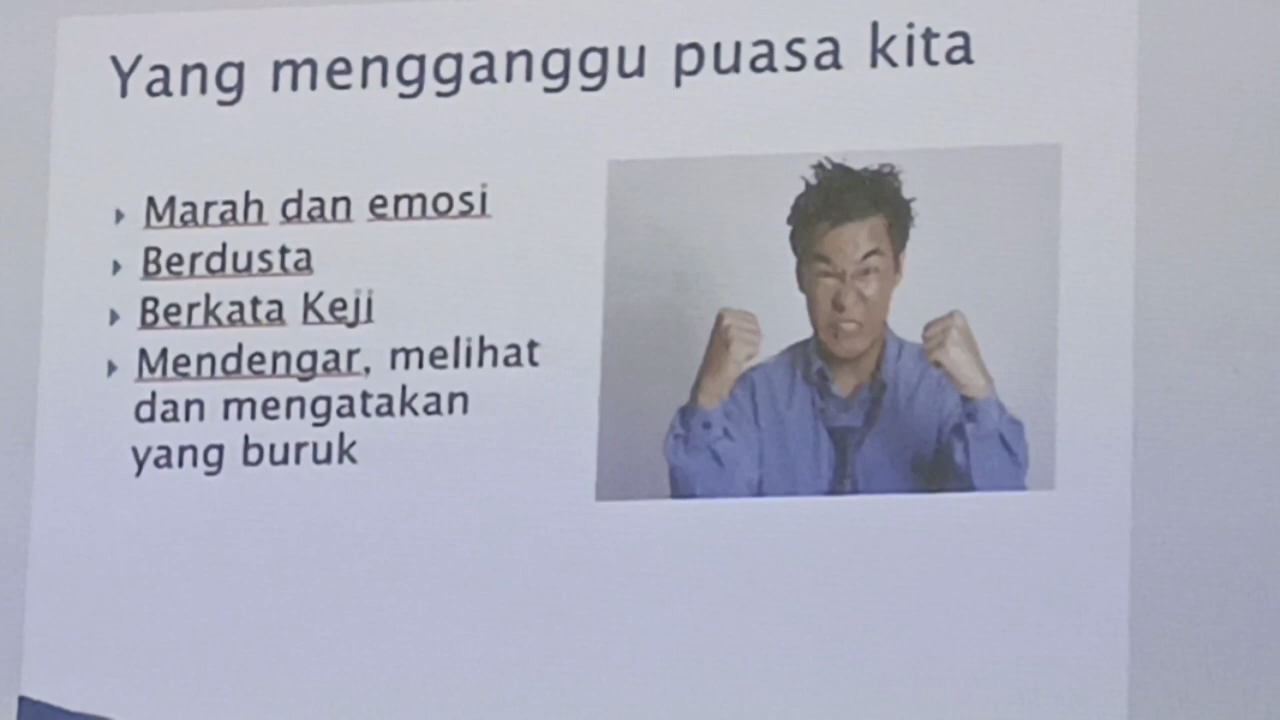 Yang mengganggu puasa kita
Marah dan emosi
Berdusta
Berkata Keji
Mendengar, melihat
dan mengatakan
yang buruk